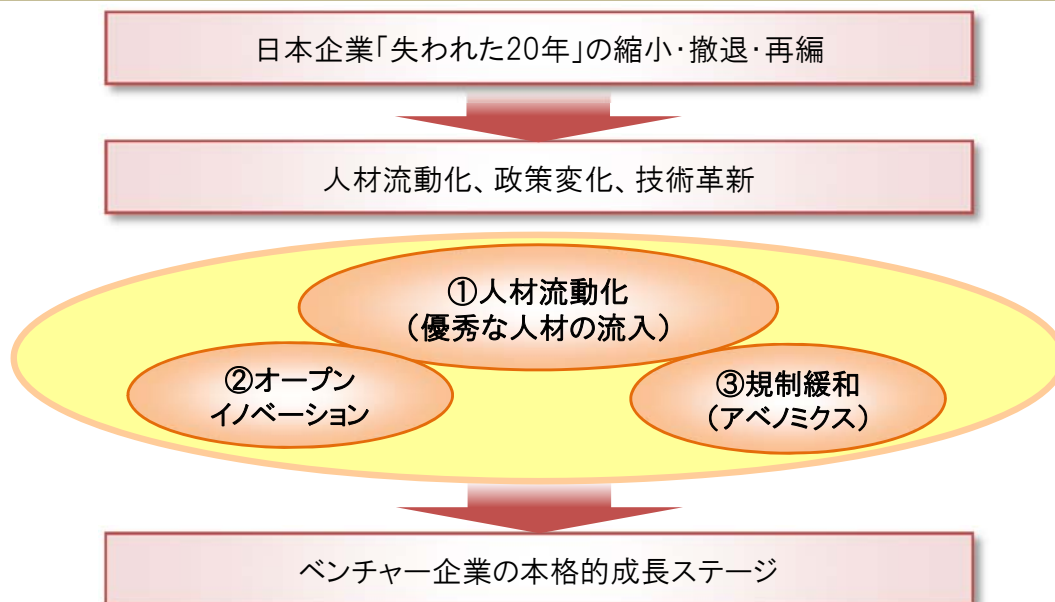 日本企業「失われた20年」の縮小・撤退・再編
人材流動化、政策変化、技術革新
①人材流動化
（優秀な人材の流入）
②オープン
イノベーション
③規制緩和
（アベノミクス）
ベンチャー企業の本格的成長ステージ